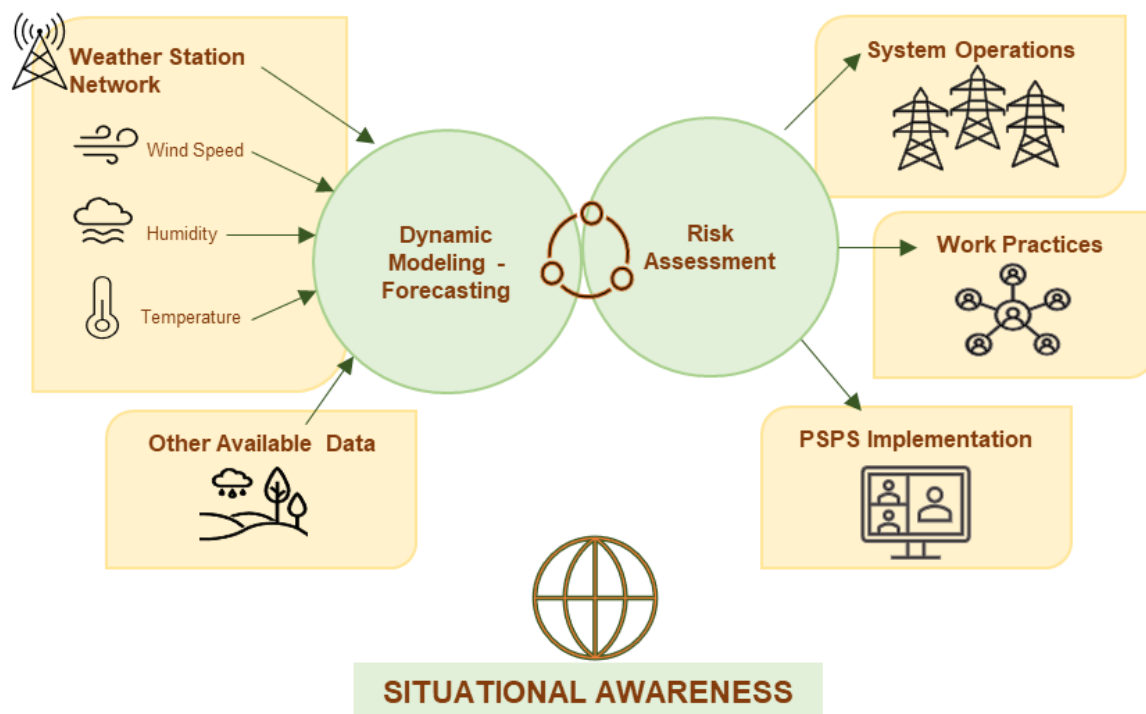 Weather Station
Network
Wind Speed
Humidity
Temperature
Other Available Data
Dynamic
Modeling -
Forecasting
Risk
Assessment
System Operations
Work Practices
PSPS Implementation
SITUATIONAL AWARENESS